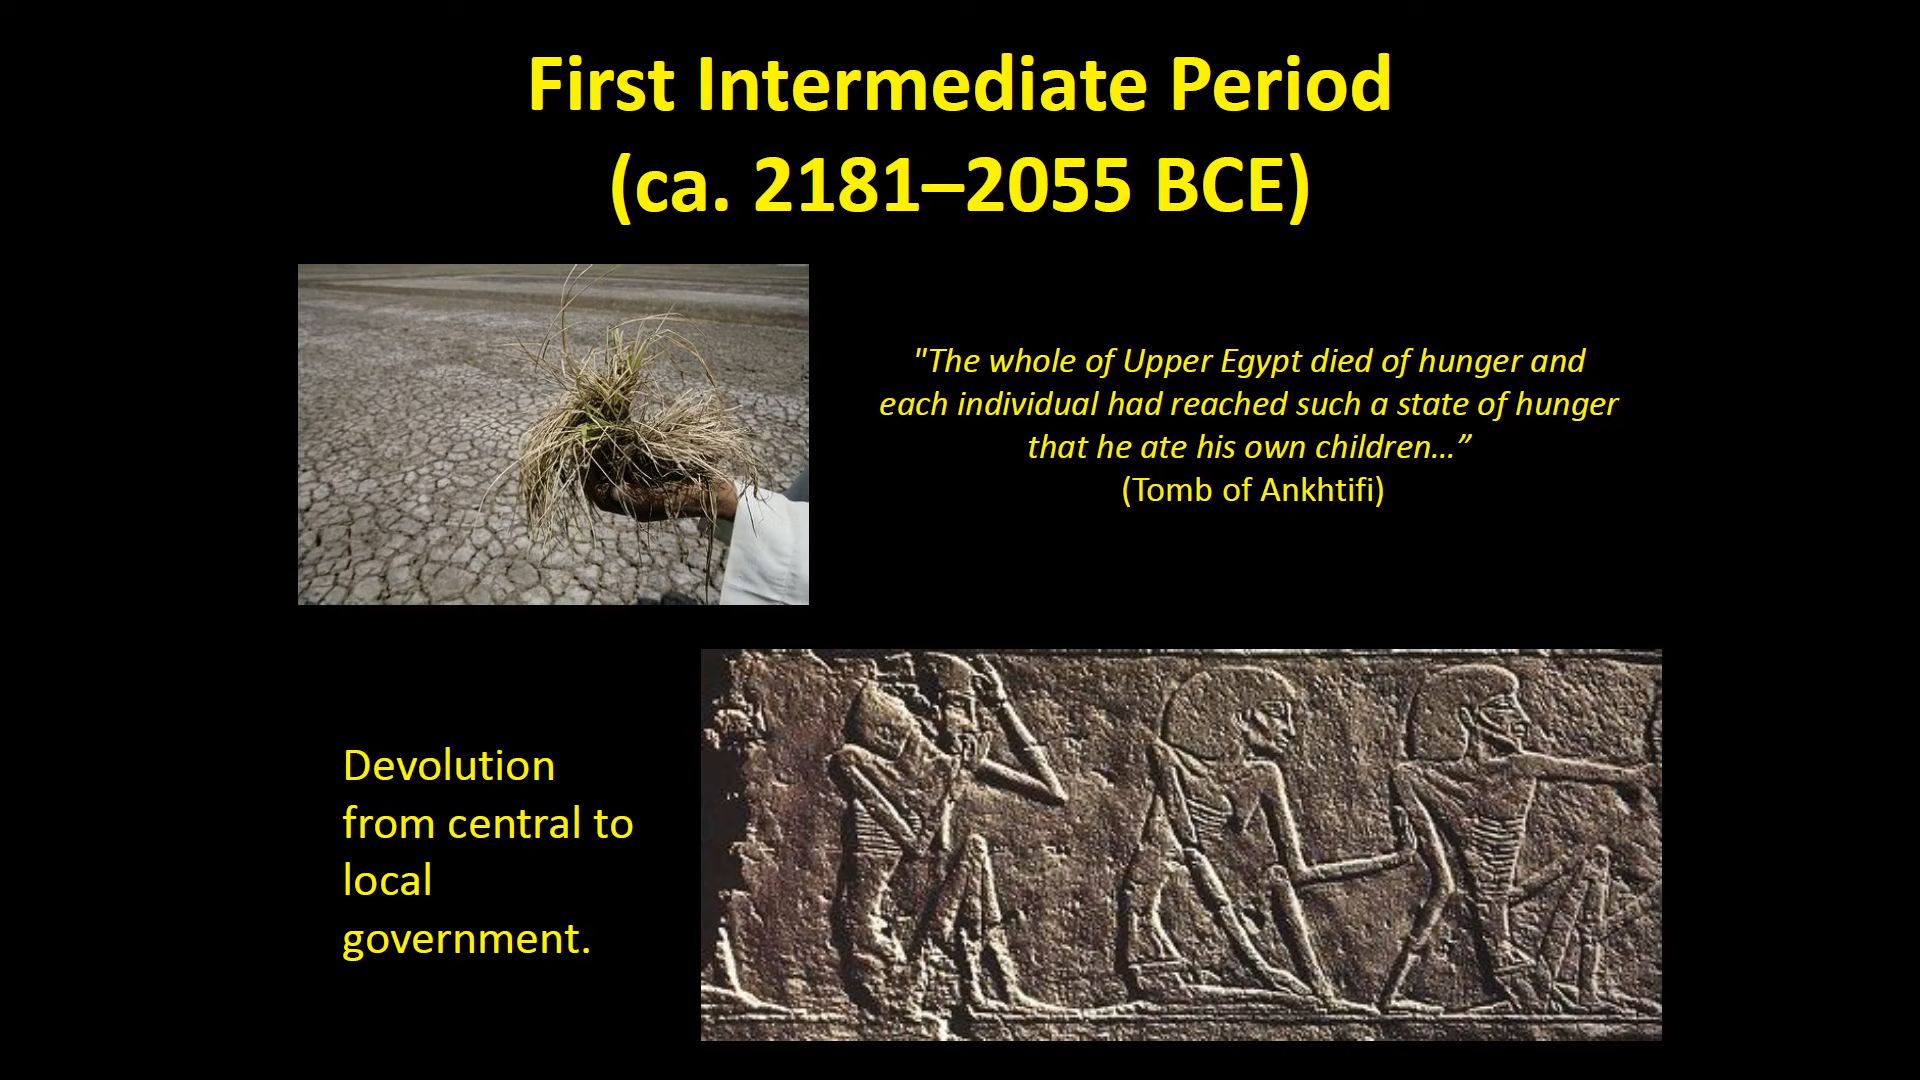 First Intermediate Period
(ca. 2181–2055 BCE)
"The whole of Upper Egypt died of hunger and
each individual had reached such a state of hunger
that he ate his own children…”
(Tomb of Ankhtifi)
Devolution
from central to
local
government.